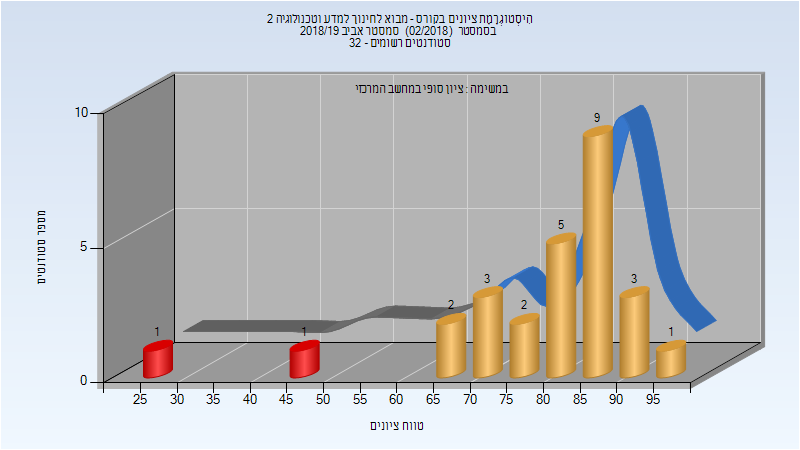 הִיסְטוֹגְרָמַת ציונים בקורס - מבוא לחינוך למדע וטכנולוגיה 2
בסמסטר (02/2018) סמסטר אביב 2018/19
סטודנטים רשומים - 32
במשימה : ציון סופי במחשב המרכזי
מספר סטודנטים
10
5
0
1
1
2
3
2
5
9
3
1
25 30 35 40 45 50 55 60 65 70 75 80 85 90 95
טווח ציונים